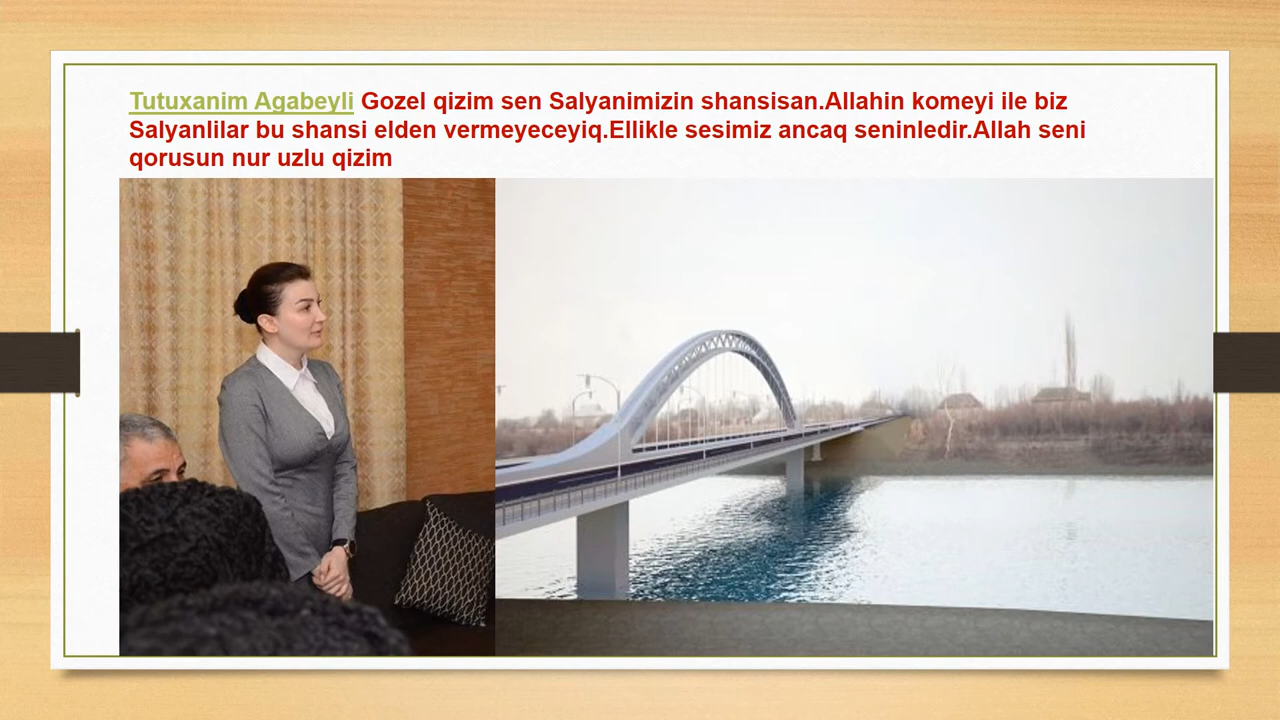 Tutuxanim Agabeyli Gozel qizim sen Salyanimizin shansisan.Allahin komeyi ile biz
Salyanlilar bu shansi elden vermeyeceyiq.Ellikle sesimiz ancaq seninledir.Allah seni
qorusun nur uzlu qizim